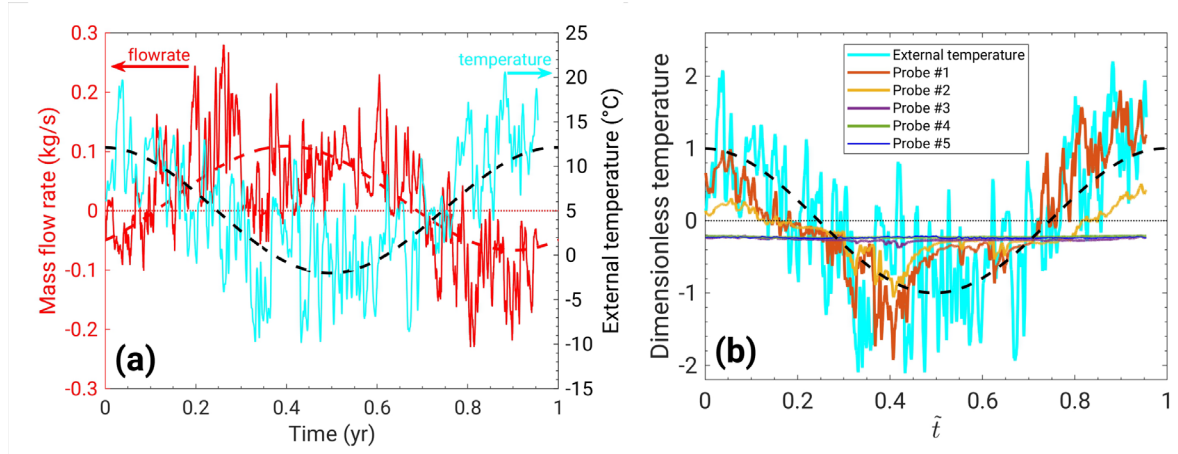 0.3
0.2
0.1
0
-0.1
-0.2
-0.3
Mass flow rate (kg/s)
flowrate
temperature
(a)
0
0.2
0.4
0.6
0.8
1
Time (yr)
25
20
15
10
5
0
-5
-10
-15
External temperature (°C)
2
1
0
-1
-2
Dimensionless temperature
External temperature
Probe #1
Probe #2
Probe #3
Probe #4
Probe #5
(b)
0
0.2
0.4
0.6
0.8
1
t̃